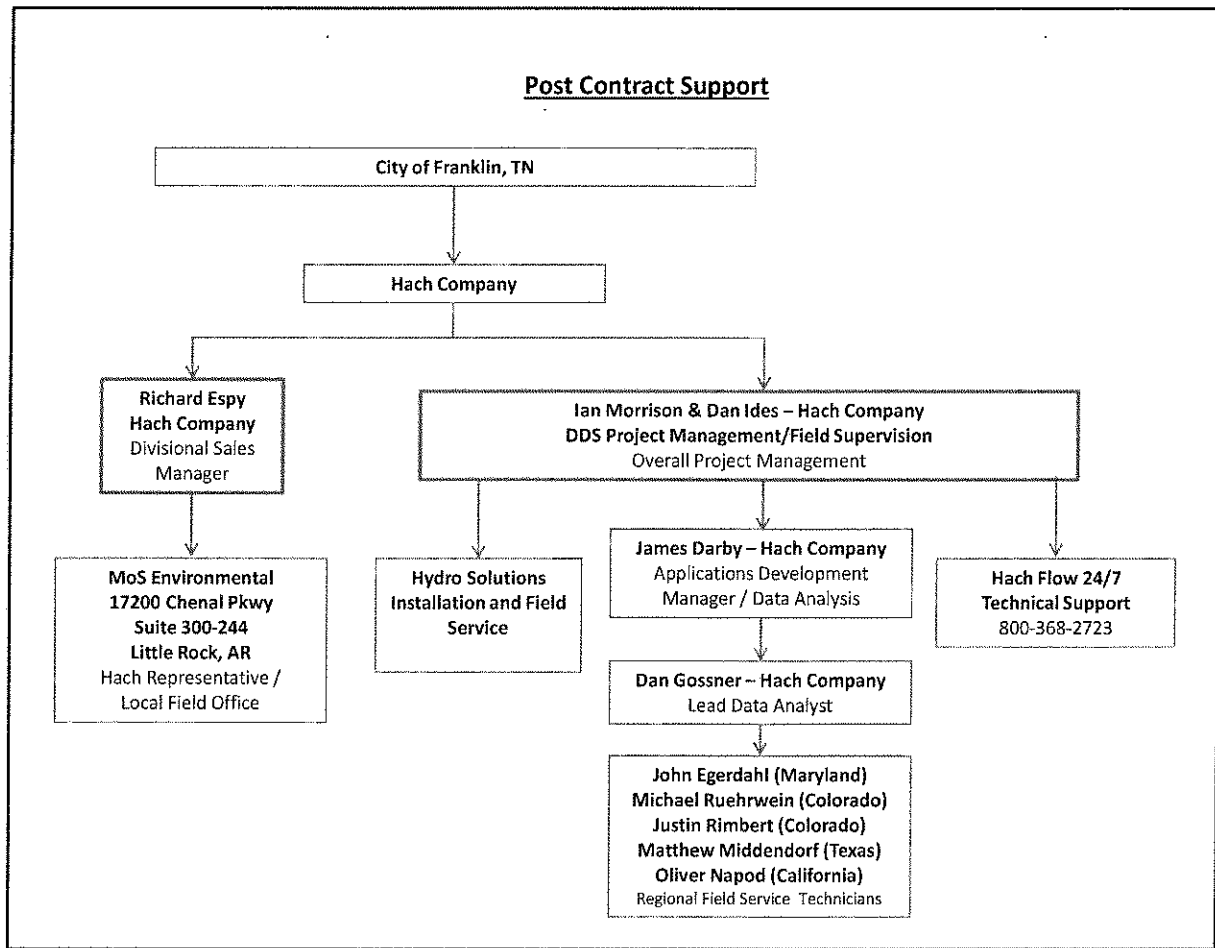 Post Contract Support
City of Franklin, TN
Hach Company
Richard Espy
Hach Company
Divisional Sales
Manager
Ian Morrison & Dan Ides – Hach Company
DDS Project Management/Field Supervision
Overall Project Management
MoS Environmental
17200 Chenal Pkwy
Suite 300-244
Little Rock, AR
Hach Representative /
Local Field Office
Hydro Solutions
Installation and Field
Service
James Darby – Hach Company
Applications Development
Manager / Data Analysis
Hach Flow 24/7
Technical Support
800-368-2723
Dan Gossner – Hach Company
Lead Data Analyst
John Egerdahl (Maryland)
Michael Ruehrwein (Colorado)
Justin Rimbert (Colorado)
Matthew Middendorf (Texas)
Oliver Napod (California)
Regional Field Service Technicians